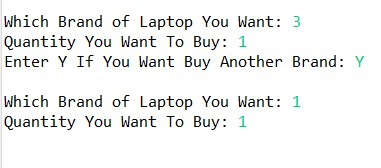 Which Brand of Laptop You Want: 3
Quantity You Want To Buy: 1
Enter Y If You Want Buy Another Brand: Y
Which Brand of Laptop You Want: 1
Quantity You Want To Buy: 1